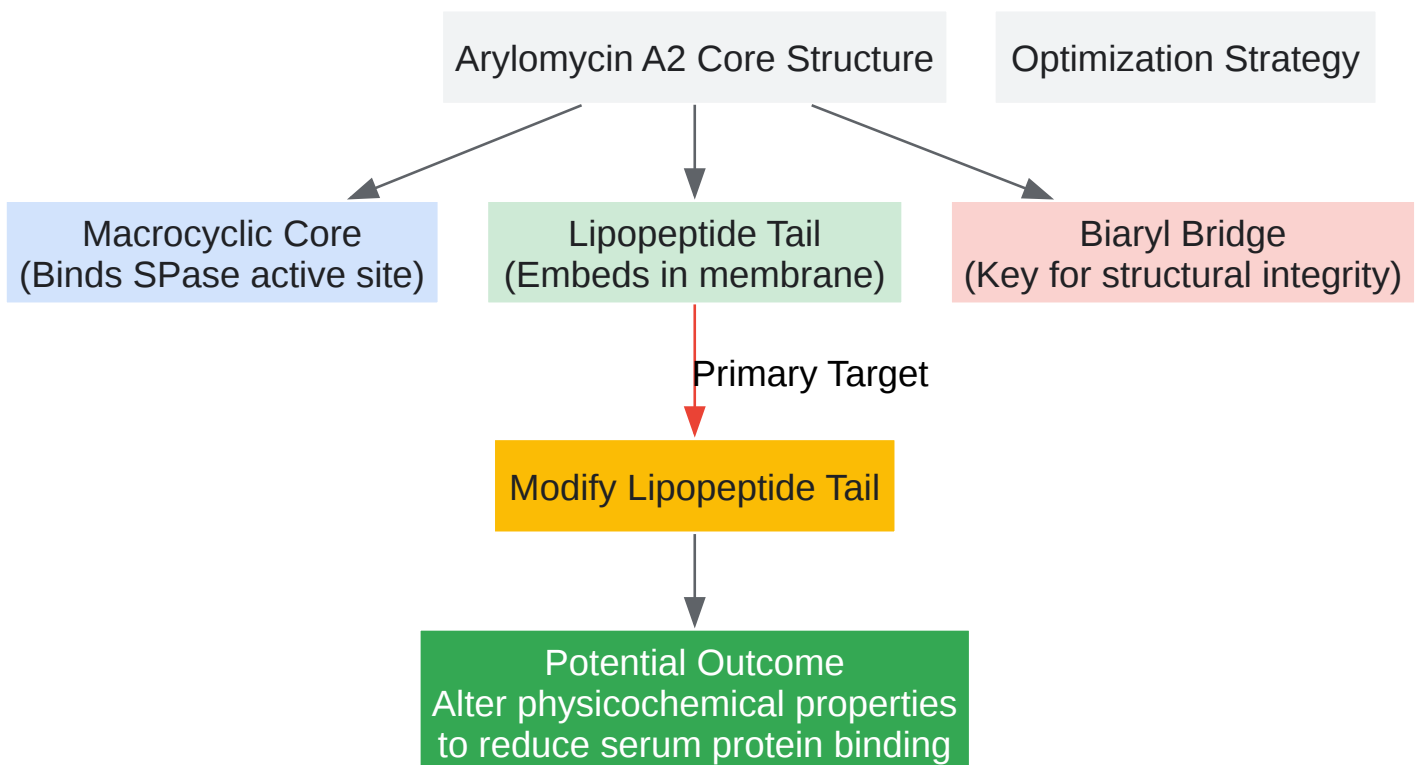 Arylomycin A2 Core Structure
Optimization Strategy
Macrocyclic Core
(Binds SPase active site)
Lipopeptide Tail
(Embeds in membrane)
Biaryl Bridge
(Key for structural integrity)
Primary Target
Modify Lipopeptide Tail
Potential Outcome
Alter physicochemical properties
to reduce serum protein binding